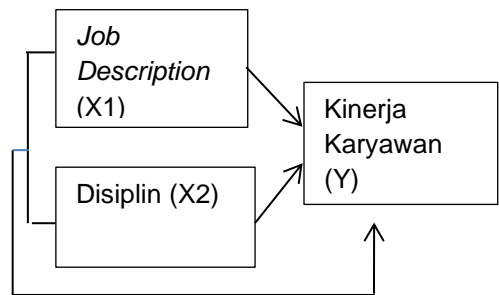 Job
Description
(X1)
Kinerja
Karyawan
(Y)
Disiplin (X2)